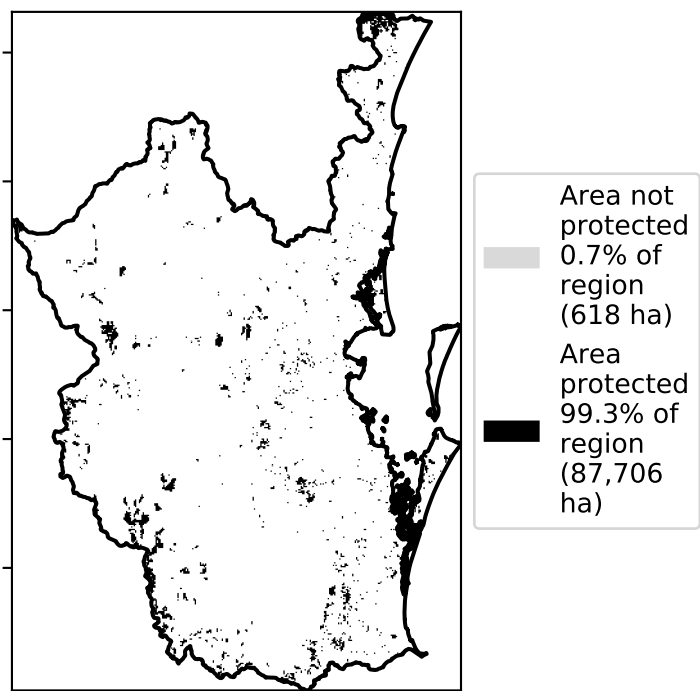 Area not
protected
0.7% of
region
(618 ha)
Area
protected
99.3% of
region
(87,706
ha)